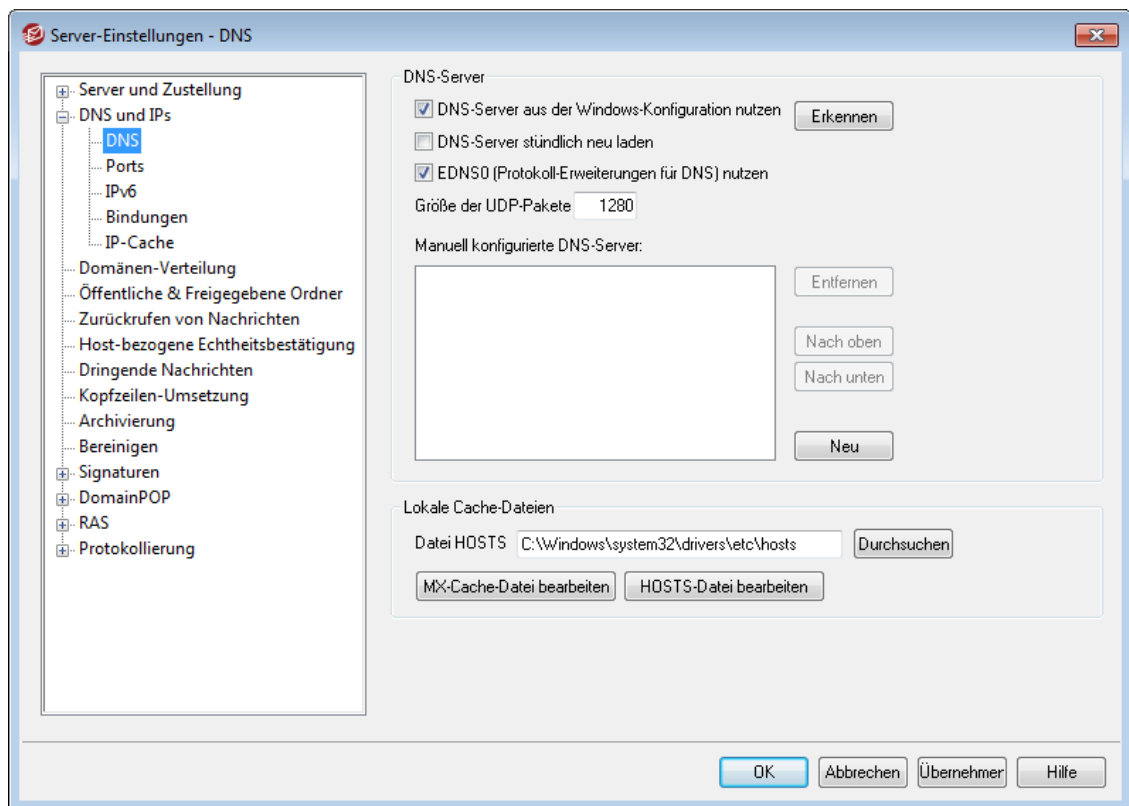 Server-Einstellungen - DNS
Server und Zustellung
DNS und IPs
DNS
Ports
IPv6
Bindungen
IP-Cache
Domänen-Verteilung
Öffentliche & Freigegebene Ordner
Zurückrufen von Nachrichten
Host-bezogene Echtheitsbestätigung
Dringende Nachrichten
Kopfzeilen-Umsetzung
Archivierung
Bereinigen
Signaturen
DomainPOP
RAS
Protokollierung
DNS-Server
DNS-Server aus der Windows-Konfiguration nutzen
Erkennen
DNS-Server stündlich neu laden
EDNS0 (Protokoll-Erweiterungen für DNS) nutzen
Größe der UDP-Pakete 1280
Manuell konfigurierte DNS-Server:
Entfernen
Nach oben
Nach unten
Neu
Lokale Cache-Dateien
Datei HOSTS C:\Windows\system32\drivers\etc\hosts Durchsuchen
MX-Cache-Datei bearbeiten HOSTS-Datei bearbeiten
OK Abbrechen Übernehmer Hilfe